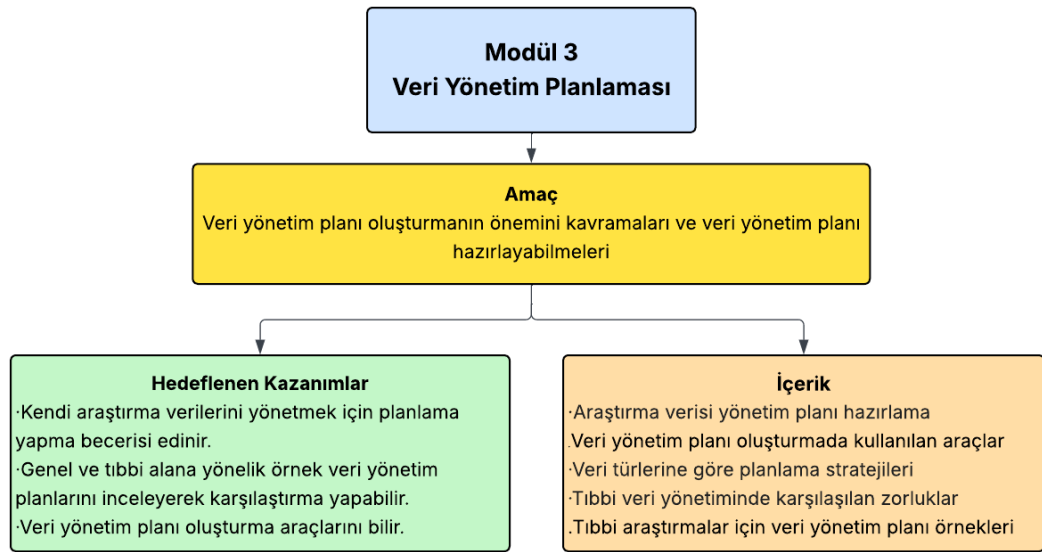 Modül 3
Veri Yönetim Planlaması
Amaç
Veri yönetim planı oluşturmanın önemini kavramaları ve veri yönetim planı
hazırlayabilmeleri
Hedeflenen Kazanımlar
·Kendi araştırma verilerini yönetmek için planlama
yapma becerisi edinir.
·Genel ve tıbbi alana yönelik örnek veri yönetim
planlarını inceleyerek karşılaştırma yapabilir.
·Veri yönetim planı oluşturma araçlarını bilir.
İçerik
·Araştırma verisi yönetim planı hazırlama
.Veri yönetim planı oluşturmada kullanılan araçlar
·Veri türlerine göre planlama stratejileri
·Tıbbi veri yönetiminde karşılaşılan zorluklar
.Tıbbi araştırmalar için veri yönetim planı örnekleri